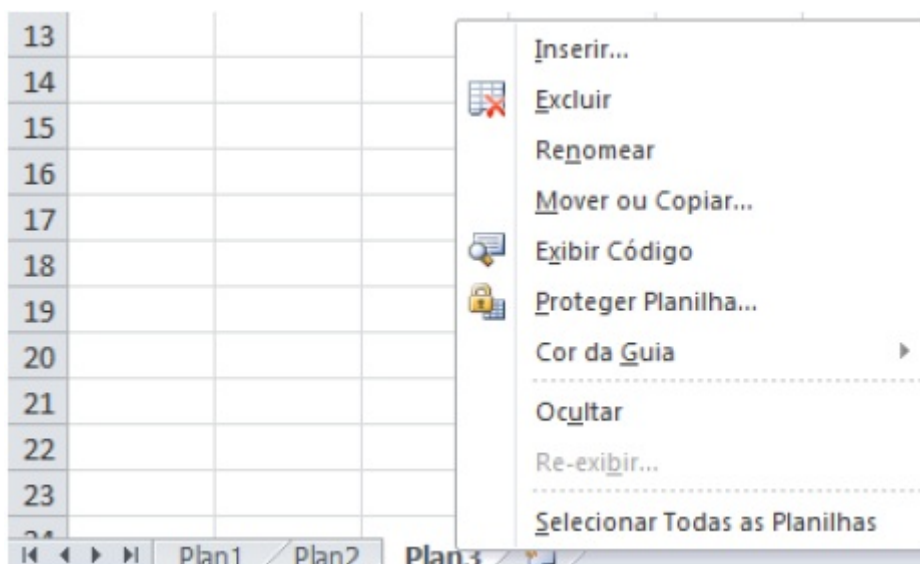 13
14
15
16
17
18
19
20
21
22
23
24
Inserir...
Excluir
Renomear
Mover ou Copiar...
Exibir Código
Proteger Planilha...
Cor da Guia
Ocultar
Re-exibir...
Selecionar Todas as Planilhas
Plan1 Plan2 Plan3